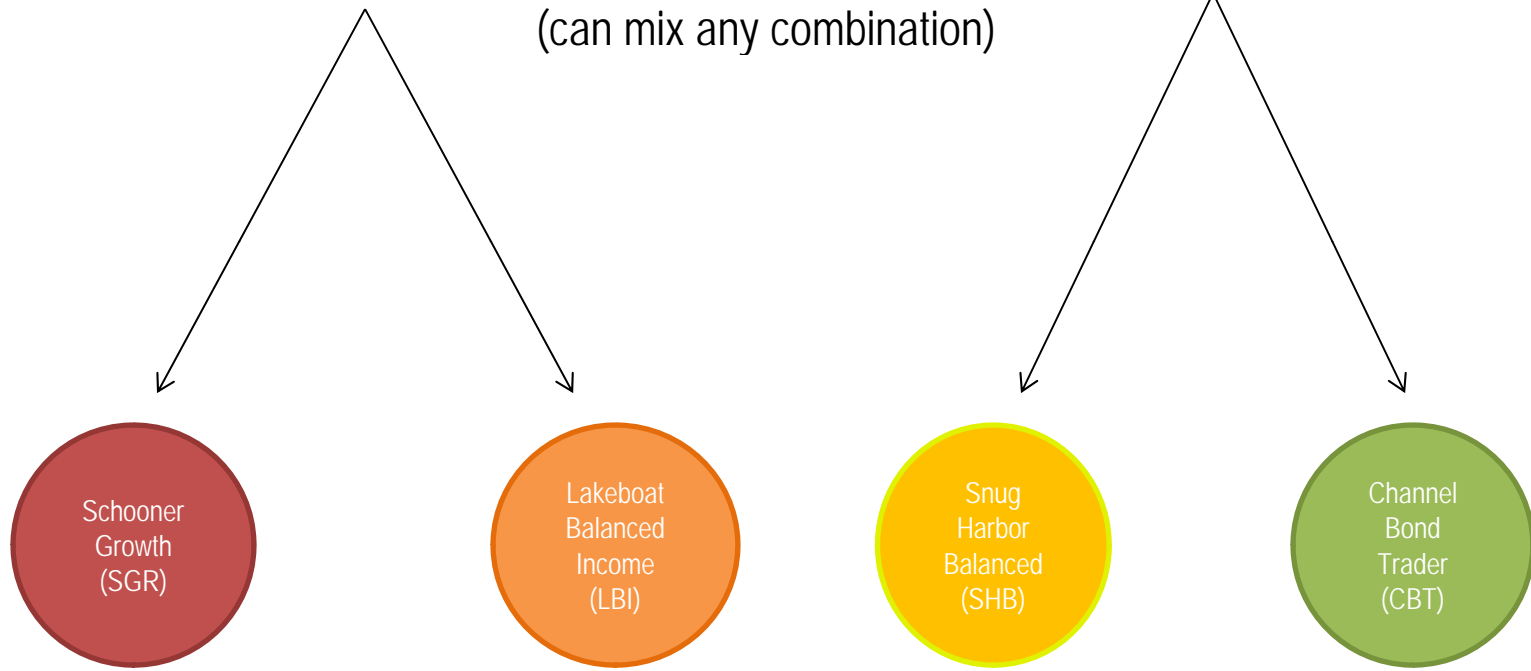 (can mix any combination)
Schooner
Growth
(SGR)
Lakeboat
Balanced
Income
(LBI)
Snug
Harbor
Balanced
(SHB)
Channel
Bond
Trader
(CBT)